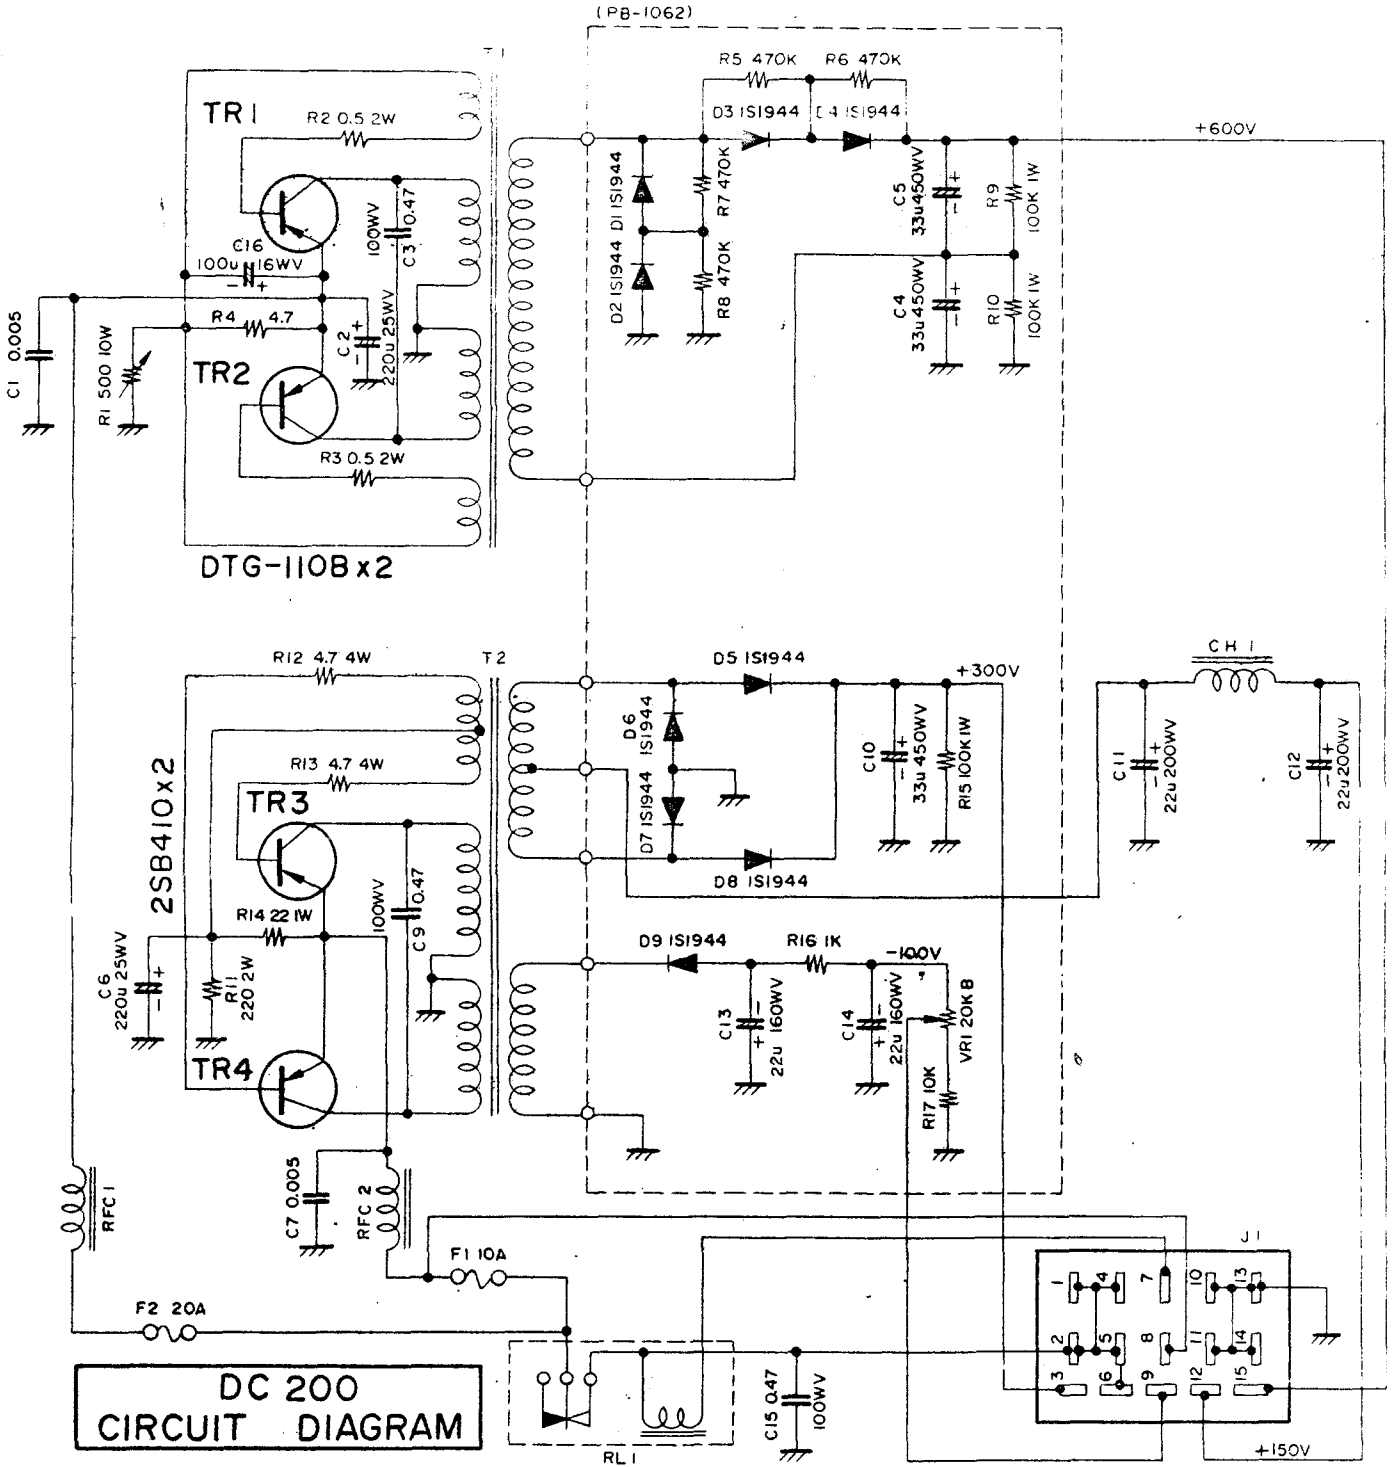 (PB-1062)
T1
R5 470K
R6 470K
TR1
R2 0.5 2W
D3 1S1944
D4 1S1944
+600V
D1 1S1944
R7 470K
C5
33u 450WV
+
-
R9
100K 1W
100WV
C3 0.47
C16
100u 16WV
- +
D2 1S1944
R8 470K
C4
33u 450WV
+
-
R10
100K 1W
R4 4.7
C2
220u 25WV
+
-
C1 0.005
R1 500 10W
TR2
R3 0.5 2W
DTG-110B x 2
R12 4.7 4W
T2
D5 1S1944
+300V
CH 1
D6
1S1944
R13 4.7 4W
2SB410 x 2
TR3
D7 1S1944
C10
33u 450WV
+
-
R15 100K 1W
C11
22u 200WV
+
-
C12
22u 200WV
+
-
D8 1S1944
100WV
C9 0.47
R14 22 1W
D9 1S1944
R16 1K
-100V
C6
220u 25WV
+
-
R11
220 2W
C13
22u 160WV
-
+
C14
22u 160WV
-
+
VR1 20K B
TR4
R17 10K
C7 0.005
RFC 1
RFC 2
F1 10A
J1
1
4
7
10
13
F2 20A
2
5
8
11
14
3
6
9
12
15
C15 0.47
100WV
RL1
+150V
DC 200
CIRCUIT DIAGRAM